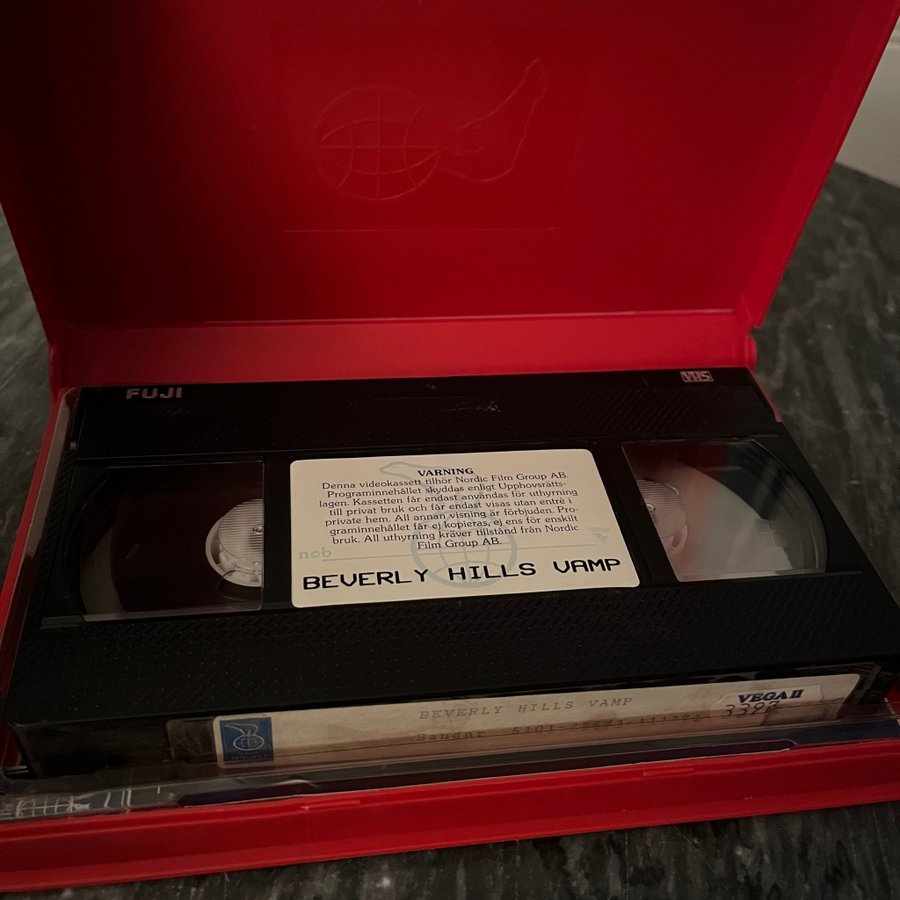 FUJI
VHS
VARNING
Denna videokassett tillhör Nordic Film Group AB.
Programinnehållet skyddas enligt Upphovsrätts-
lagen. Kassetten får endast användas för uthyrning
till privat bruk och får endast visas utan entré i
private hem. All annan visning är förbjuden. Pro-
graminnehållet får ej kopieras, ej ens för enskilt
bruk. All uthyrning kräver tillstånd från Nordic
Film Group AB.
ncb
BEVERLY HILLS VAMP
BEVERLY HILLS VAMP
VEGA II
Bandnr
3393